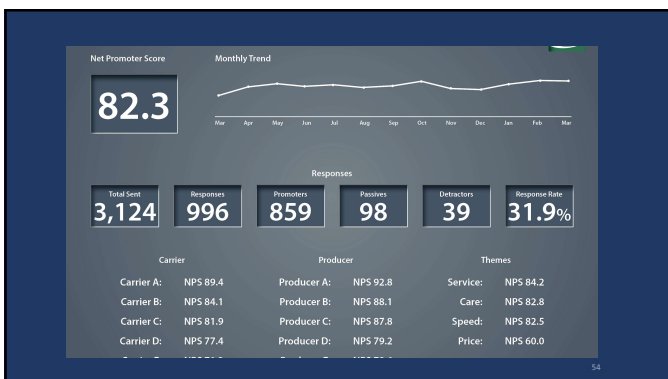 Net Promoter Score Monthly Trend
82.3
Mar Apr May Jun Jul Aug Sep Oct Nov Dec Jan Feb Mar
Responses
Total Sent Responses Promoters Passives Detractors Response Rate
3,124 996 859 98 39 31.9%
Carrier Producer Themes
Carrier A: NPS 89.4 Producer A: NPS 92.8 Service: NPS 84.2
Carrier B: NPS 84.1 Producer B: NPS 88.1 Care: NPS 82.8
Carrier C: NPS 81.9 Producer C: NPS 87.8 Speed: NPS 82.5
Carrier D: NPS 77.4 Producer D: NPS 79.2 Price: NPS 60.0
54